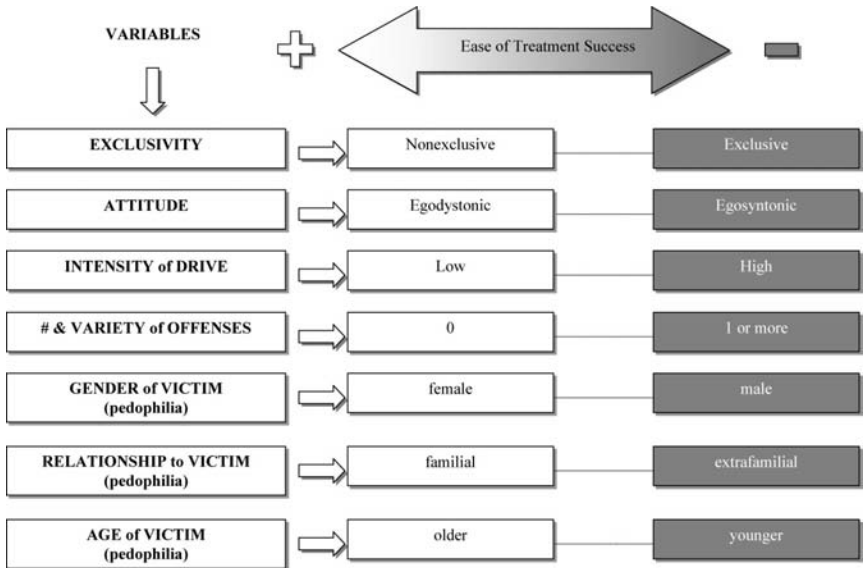 VARIABLES
Ease of Treatment Success
EXCLUSIVITY
Nonexclusive
Exclusive
ATTITUDE
Egodystonic
Egosyntonic
INTENSITY of DRIVE
Low
High
# & VARIETY of OFFENSES
0
1 or more
GENDER of VICTIM
(pedophilia)
female
male
RELATIONSHIP to VICTIM
(pedophilia)
familial
extrafamilial
AGE of VICTIM
(pedophilia)
older
younger